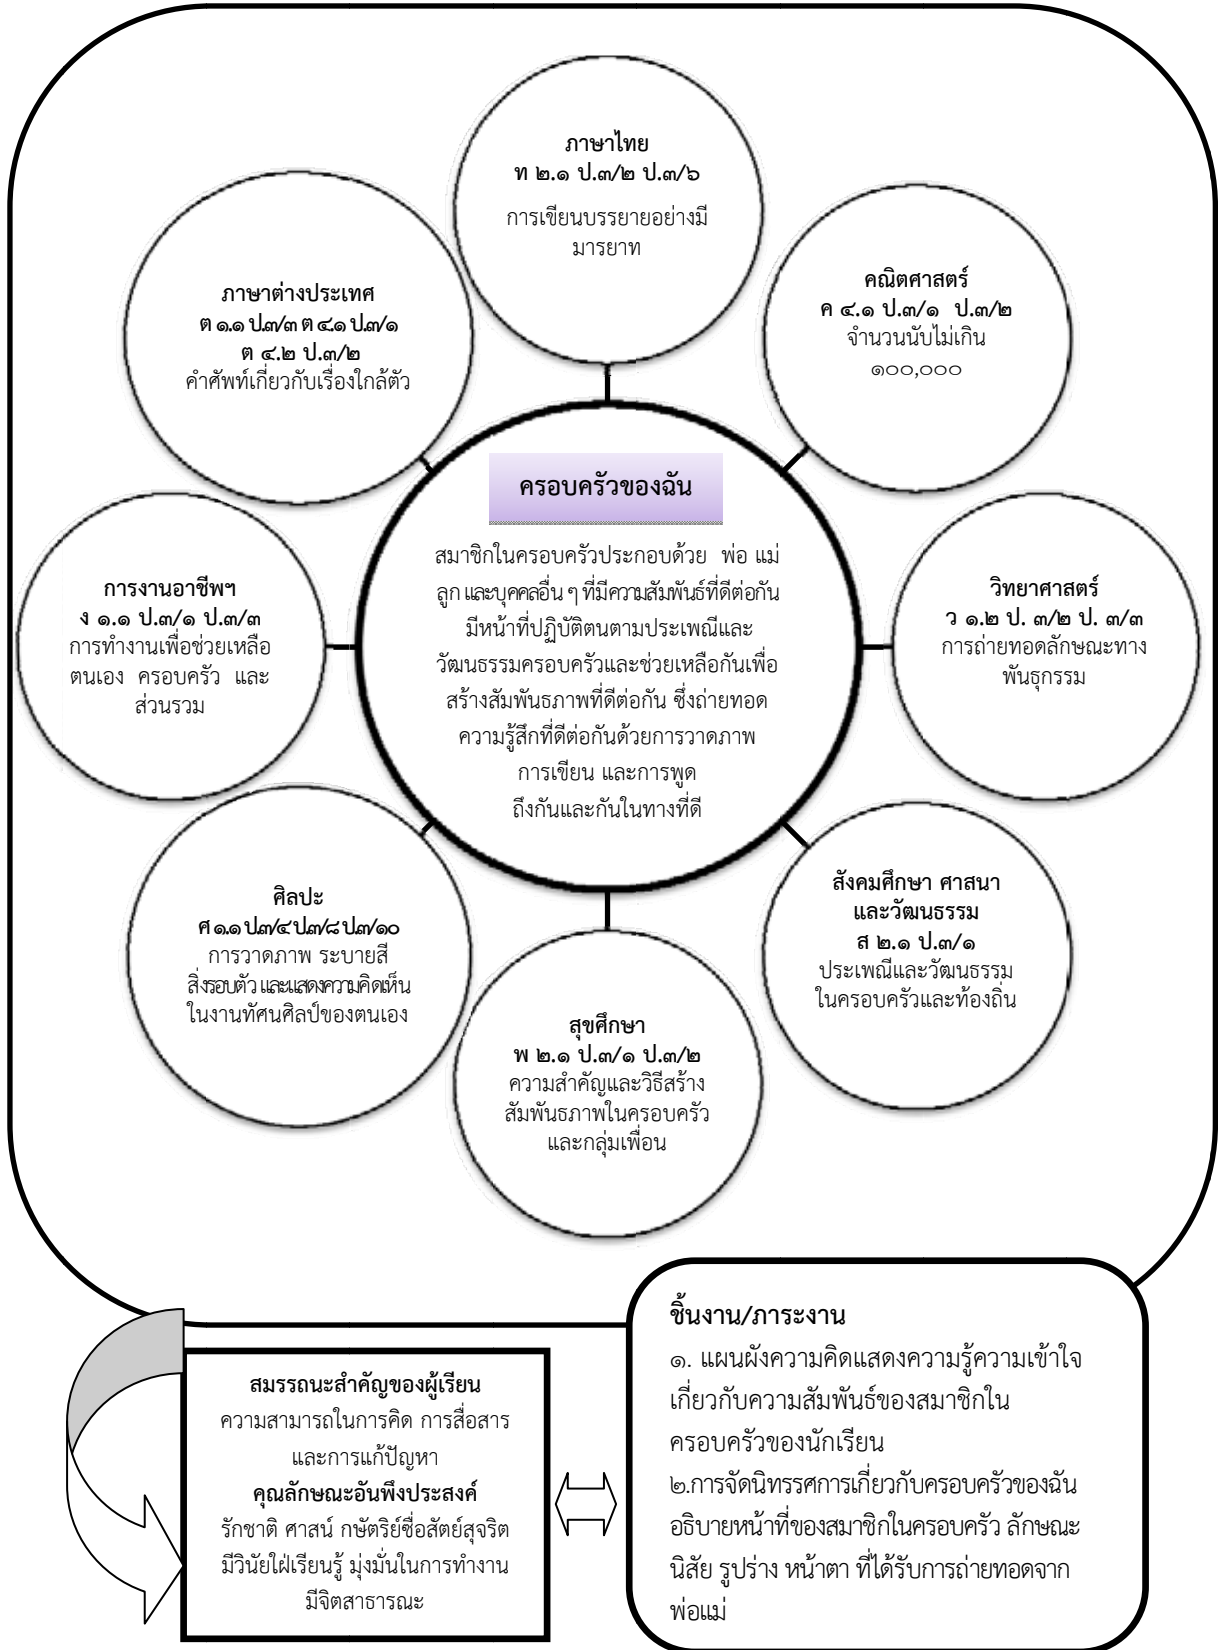 ภาษาไทย
ท ๒.๑ ป.๓/๒ ป.๓/๖
การเขียนบรรยายอย่างมี
มารยาท
คณิตศาสตร์
ค ๔.๑ ป.๓/๑ ป.๓/๒
จำนวนนับไม่เกิน
๑๐๐,๐๐๐
วิทยาศาสตร์
ว ๑.๒ ป. ๓/๒ ป. ๓/๓
การถ่ายทอดลักษณะทาง
พันธุกรรม
สังคมศึกษา ศาสนา
และวัฒนธรรม
ส ๒.๑ ป.๓/๑
ประเพณีและวัฒนธรรม
ในครอบครัวและท้องถิ่น
สุขศึกษา
พ ๒.๑ ป.๓/๑ ป.๓/๒
ความสำคัญและวิธีสร้าง
สัมพันธภาพในครอบครัว
และกลุ่มเพื่อน
ศิลปะ
ศ ๑.๑ ป.๓/๔ ป.๓/๘ ป.๓/๑๐
การวาดภาพ ระบายสี
สิ่งรอบตัว และแสดงความคิดเห็น
ในงานทัศนศิลป์ของตนเอง
การงานอาชีพฯ
ง ๑.๑ ป.๓/๑ ป.๓/๓
การทำงานเพื่อช่วยเหลือ
ตนเอง ครอบครัว และ
ส่วนรวม
ภาษาต่างประเทศ
ต ๑.๑ ป.๓/๓ ต ๔.๑ ป.๓/๑
ต ๔.๒ ป.๓/๒
คำศัพท์เกี่ยวกับเรื่องใกล้ตัว
ครอบครัวของฉัน
สมาชิกในครอบครัวประกอบด้วย พ่อ แม่
ลูก และบุคคลอื่น ๆ ที่มีความสัมพันธ์ที่ดีต่อกัน
มีหน้าที่ปฏิบัติตนตามประเพณีและ
วัฒนธรรมครอบครัวและช่วยเหลือกันเพื่อ
สร้างสัมพันธภาพที่ดีต่อกัน ซึ่งถ่ายทอด
ความรู้สึกที่ดีต่อกันด้วยการวาดภาพ
การเขียน และการพูด
ถึงกันและกันในทางที่ดี
สมรรถนะสำคัญของผู้เรียน
ความสามารถในการคิด การสื่อสาร
และการแก้ปัญหา
คุณลักษณะอันพึงประสงค์
รักชาติ ศาสน์ กษัตริย์ซื่อสัตย์สุจริต
มีวินัยใฝ่เรียนรู้ มุ่งมั่นในการทำงาน
มีจิตสาธารณะ
ชิ้นงาน/ภาระงาน
๑. แผนผังความคิดแสดงความรู้ความเข้าใจ
เกี่ยวกับความสัมพันธ์ของสมาชิกใน
ครอบครัวของนักเรียน
๒.การจัดนิทรรศการเกี่ยวกับครอบครัวของฉัน
อธิบายหน้าที่ของสมาชิกในครอบครัว ลักษณะ
นิสัย รูปร่าง หน้าตา ที่ได้รับการถ่ายทอดจาก
พ่อแม่